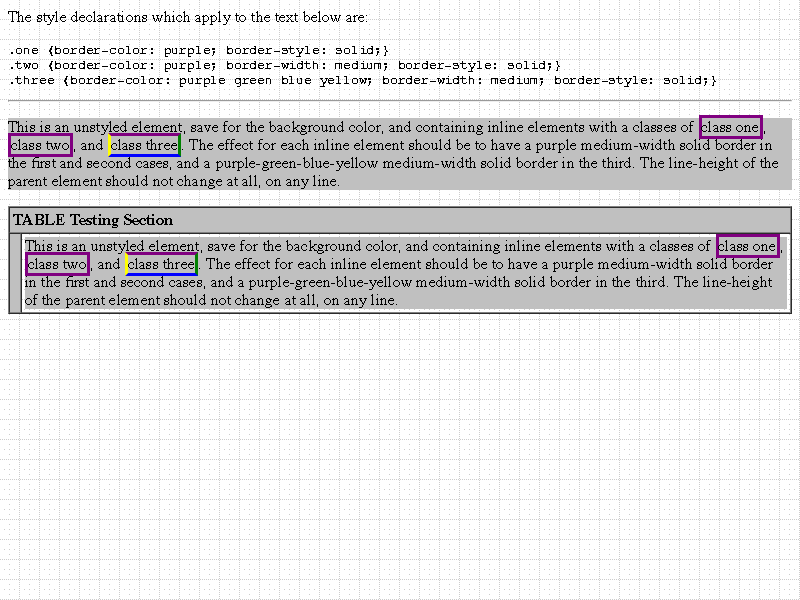 The style declarations which apply to the text below are:
.one {border-color: purple; border-style: solid;}
.two {border-color: purple; border-width: medium; border-style: solid;}
.three {border-color: purple green blue yellow; border-width: medium; border-style: solid;}
This is an unstyled element, save for the background color, and containing inline elements with a classes of class one,
class two, and class three. The effect for each inline element should be to have a purple medium-width solid border in
the first and second cases, and a purple-green-blue-yellow medium-width solid border in the third. The line-height of the
parent element should not change at all, on any line.
TABLE Testing Section
This is an unstyled element, save for the background color, and containing inline elements with a classes of class one,
class two, and class three. The effect for each inline element should be to have a purple medium-width solid border
in the first and second cases, and a purple-green-blue-yellow medium-width solid border in the third. The line-height
of the parent element should not change at all, on any line.